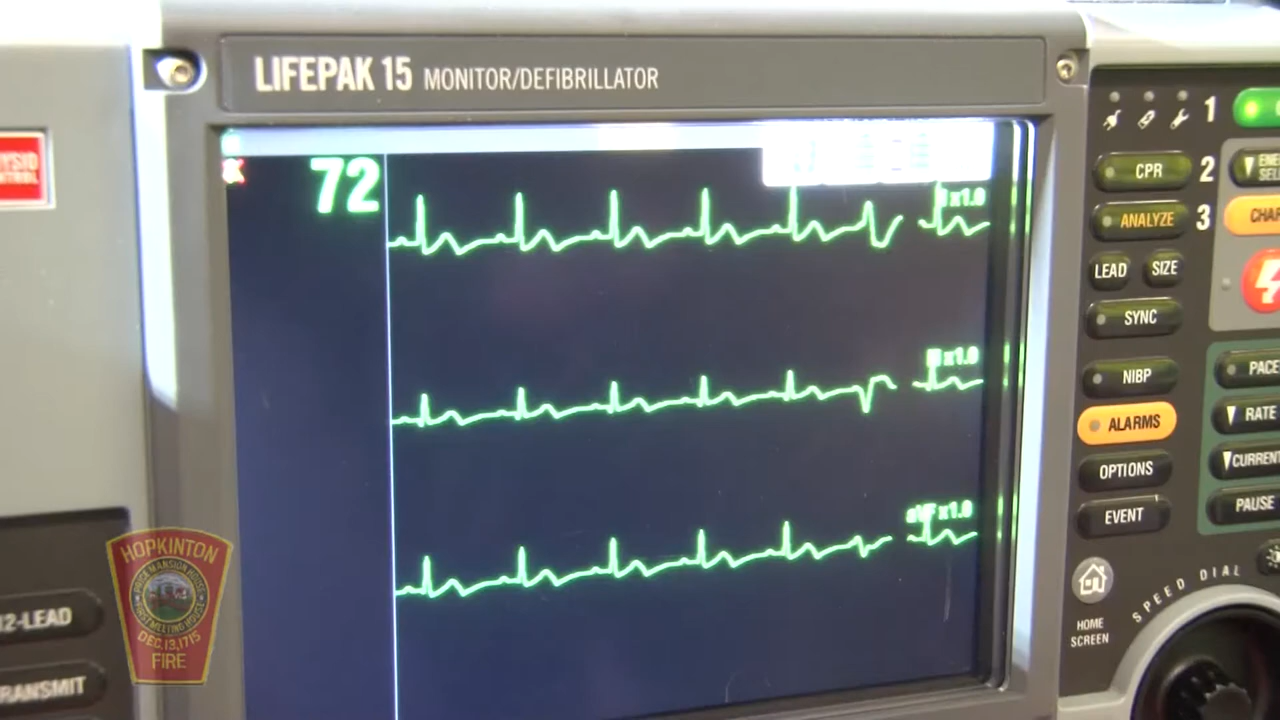 LIFEPAK 15 MONITOR/DEFIBRILLATOR
72
x1.0
II x1.0
aVF x1.0
1
CPR
2
ANALYZE
3
LEAD
SIZE
SYNC
NIBP
ALARMS
OPTIONS
EVENT
HOME
SCREEN
SPEED DIAL
PACE
RATE
CURRENT
PAUSE
12-LEAD
TRANSMIT
HOPKINTON
DEC.13,1715
FIRE